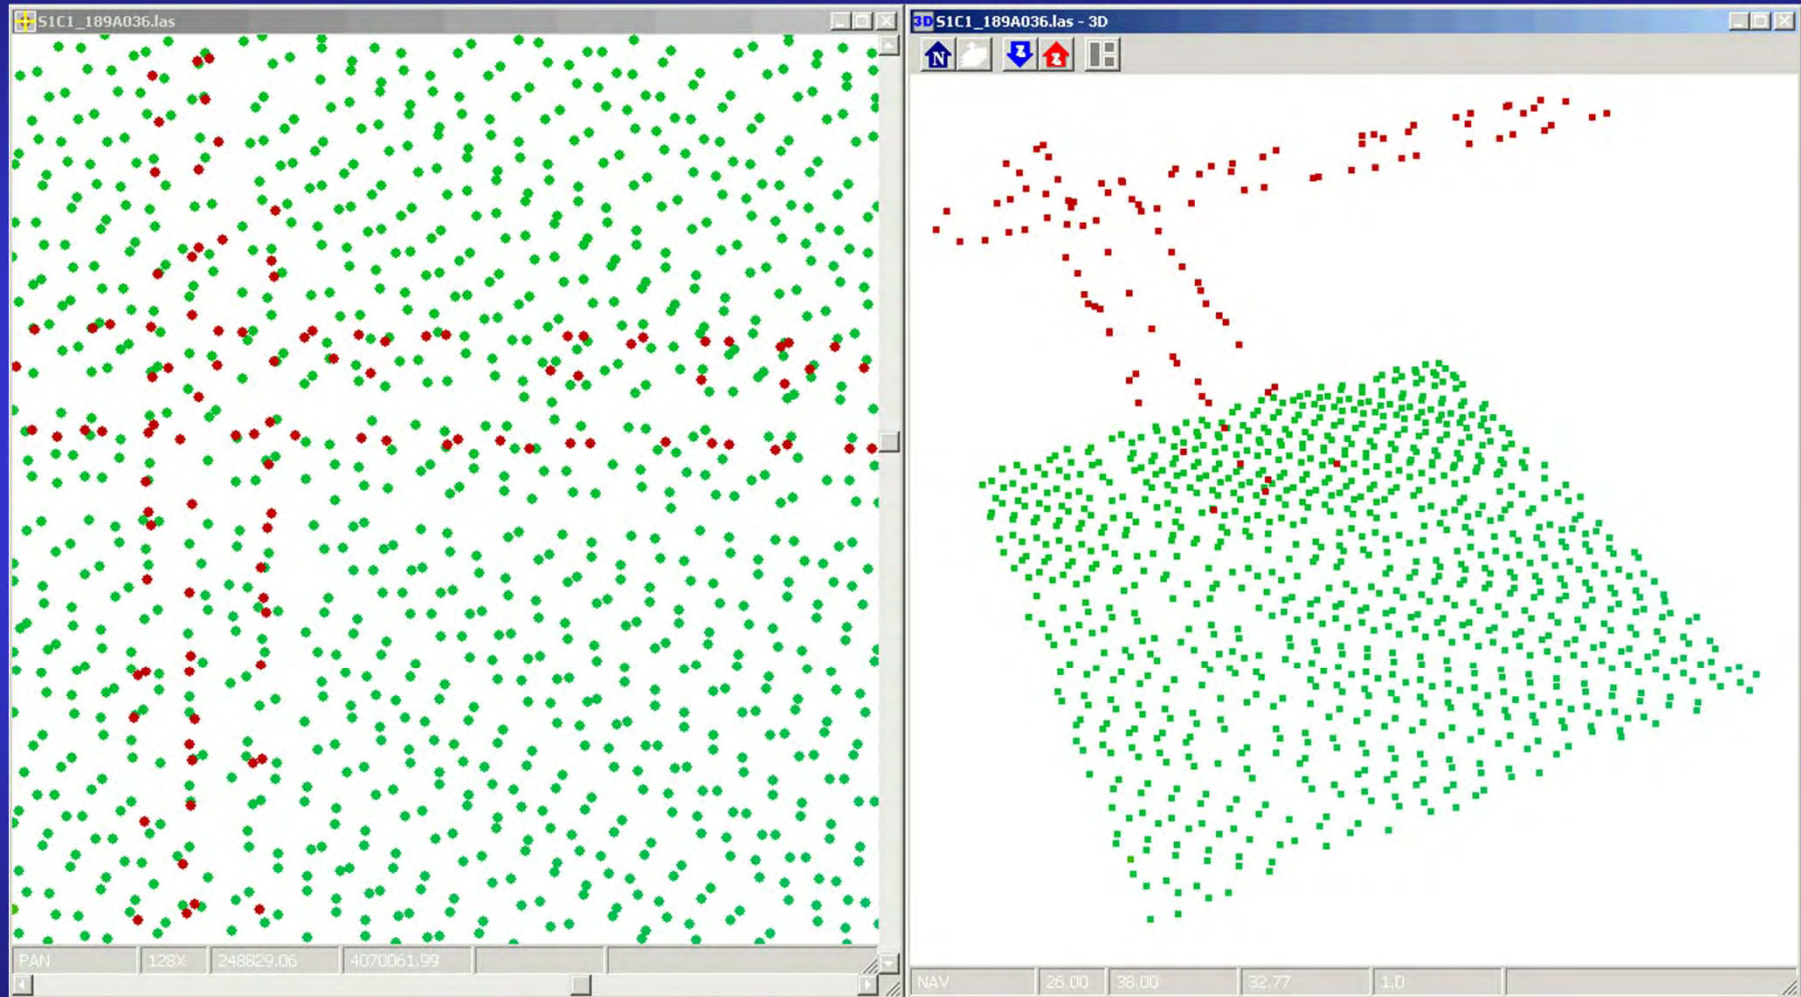 S1C1_189A036.las
3D S1C1_189A036.las - 3D
N Z Z
PAN 128X 248829.06 4070061.99
NAV 26.00 38.00 32.77 1.0